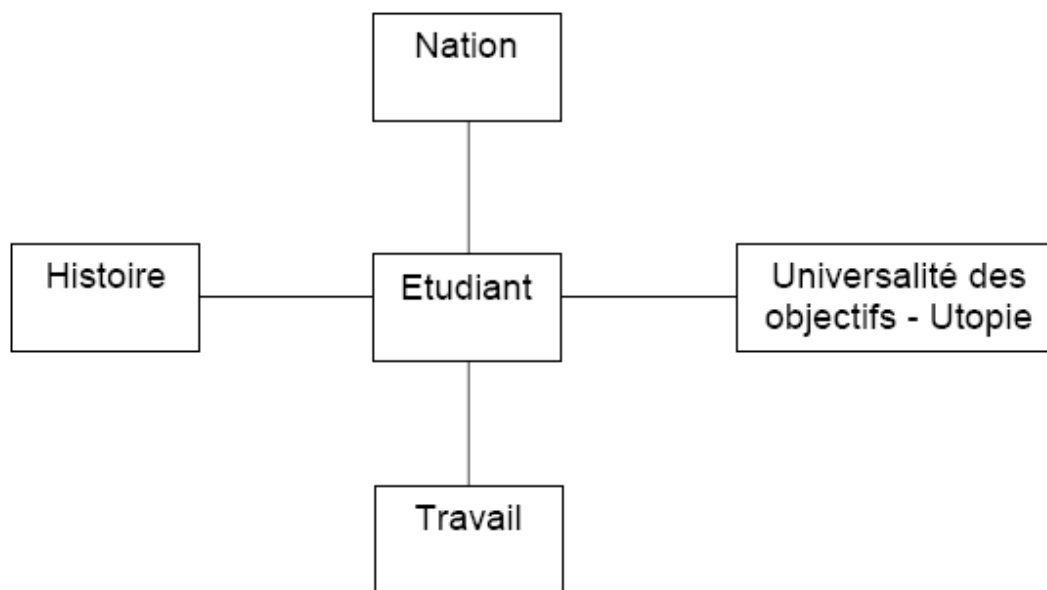 Nation
Histoire
Etudiant
Universalité des
objectifs - Utopie
Travail